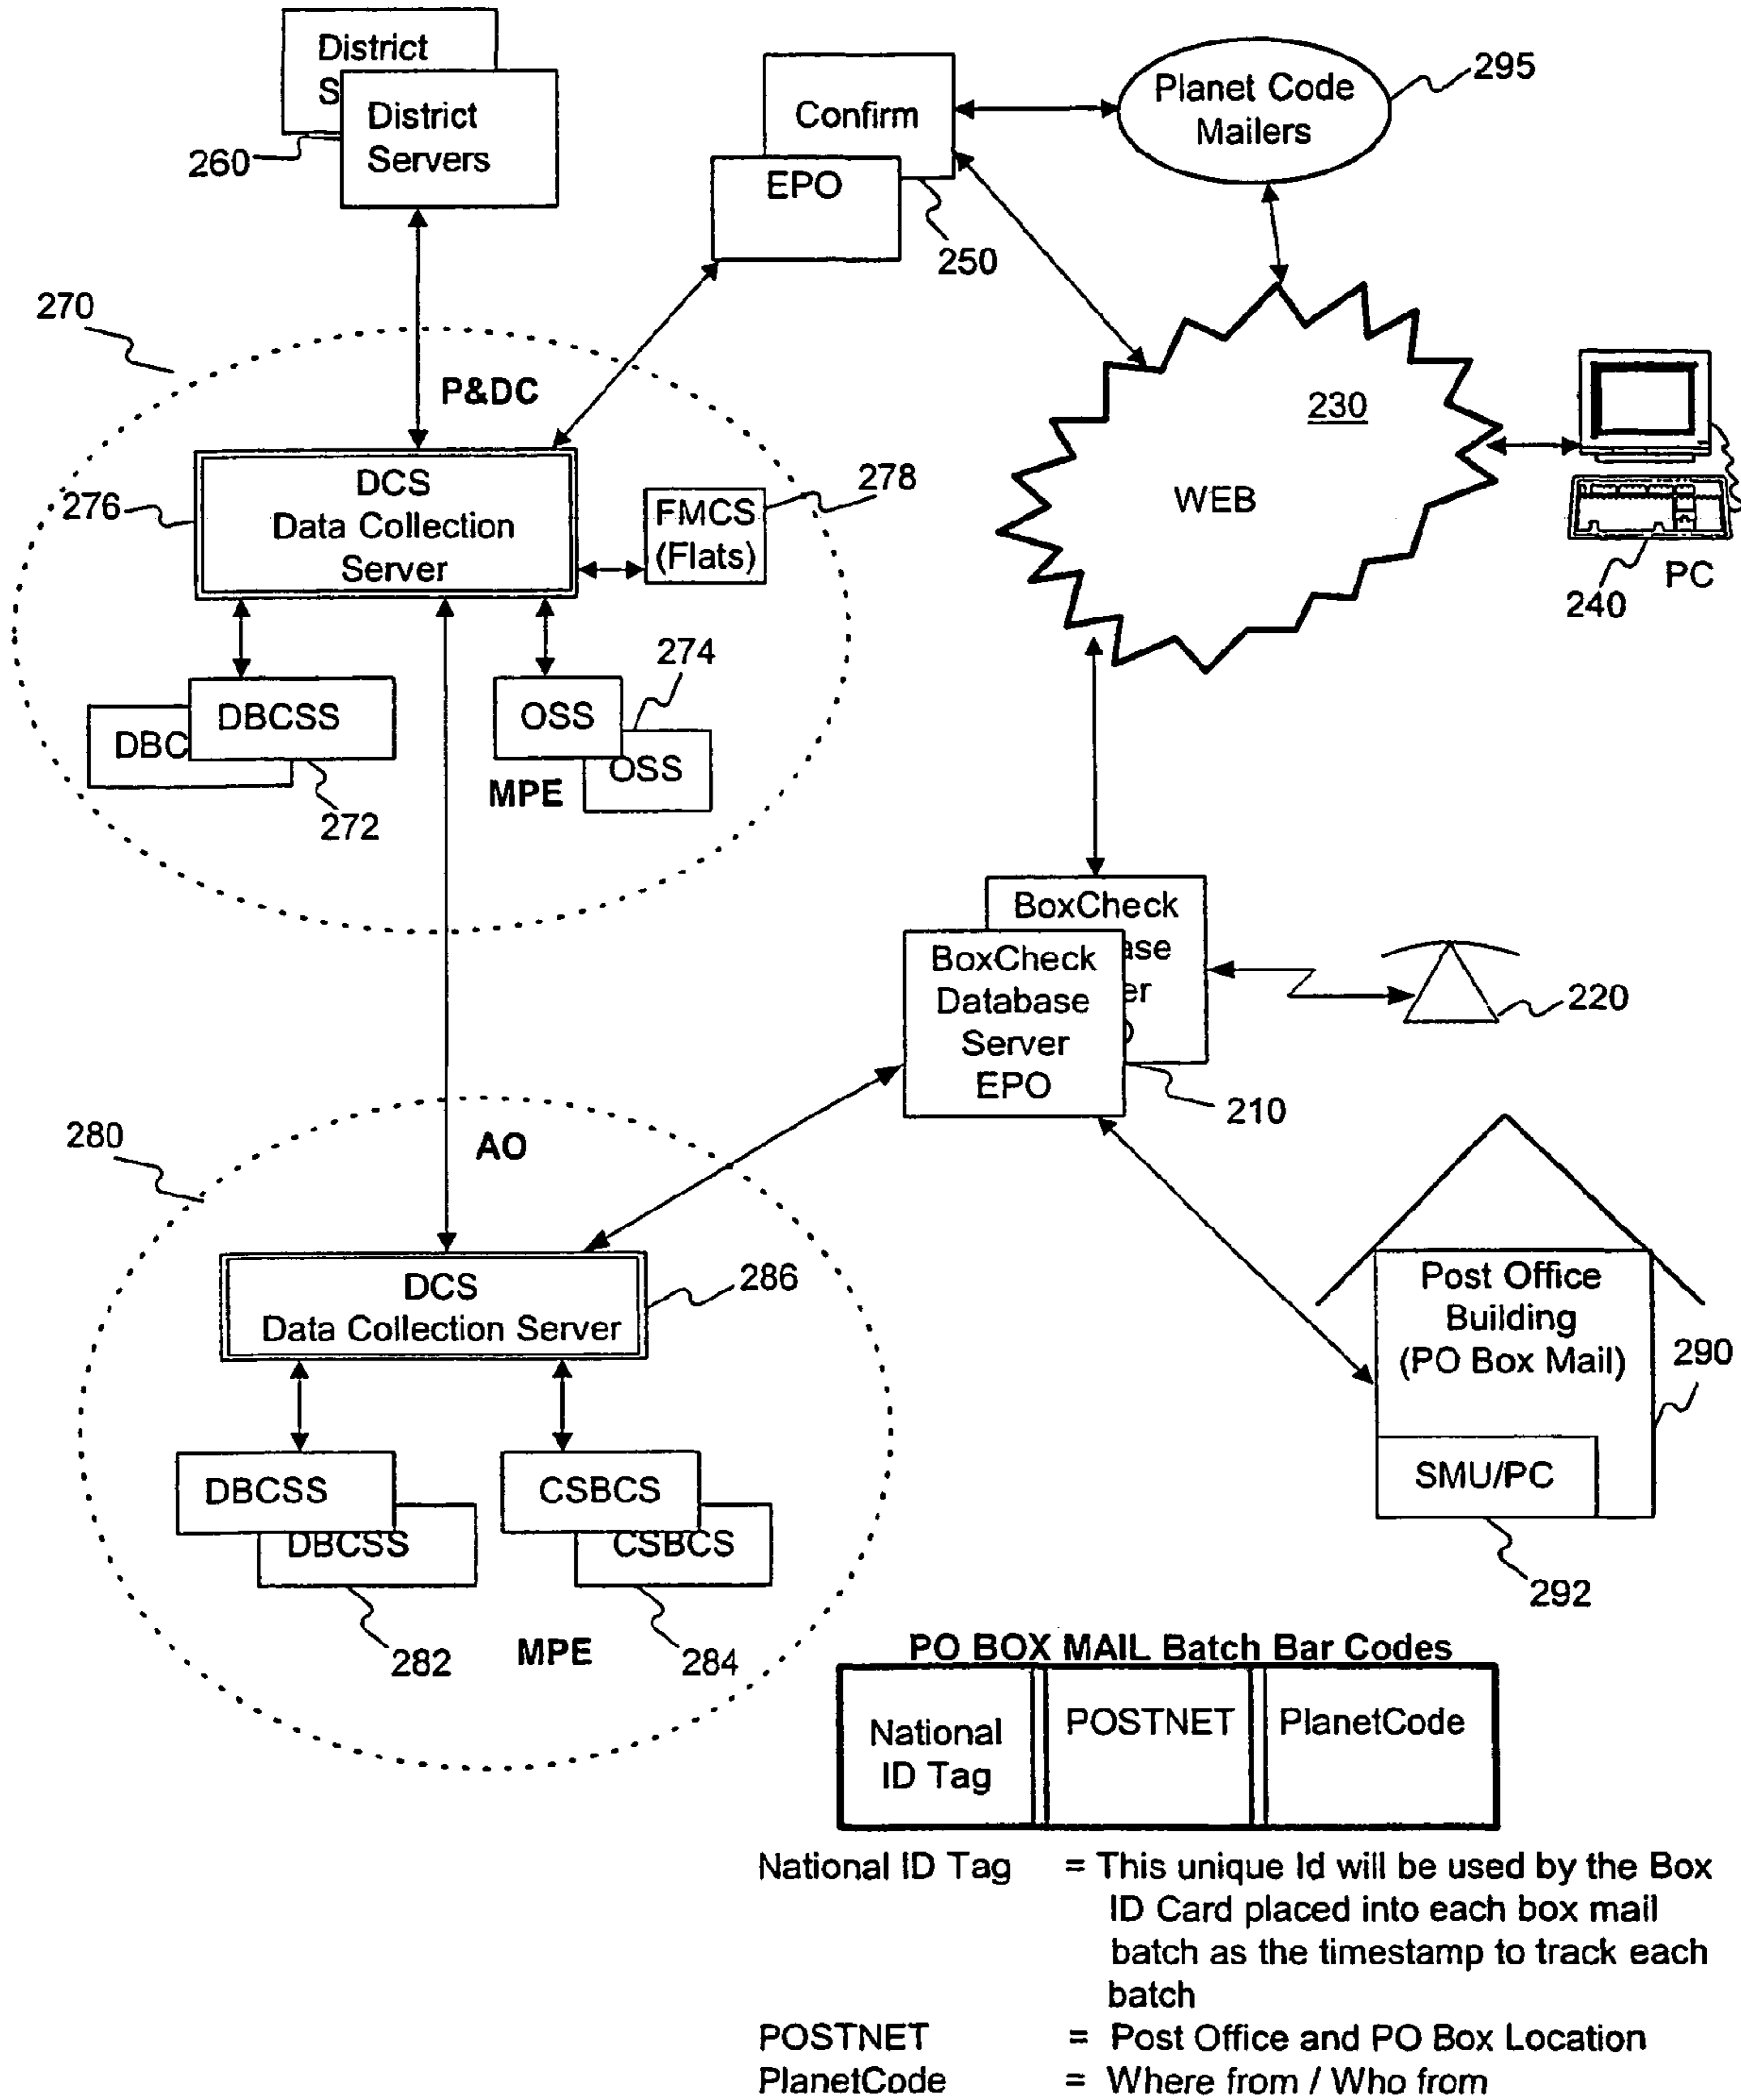 District
S
District
Servers
260
Confirm
EPO
250
Planet Code
Mailers
295
270
P&DC
230
WEB
240
PC
DCS
Data Collection
Server
276
FMCS
(Flats)
278
274
DBCSS
DBC
272
OSS
OSS
MPE
BoxCheck
ase
er
BoxCheck
Database
Server
EPO
210
220
280
AO
DCS
Data Collection Server
286
Post Office
Building
(PO Box Mail)
290
SMU/PC
292
DBCSS
DBCSS
282
CSBCS
CSBCS
284
MPE
PO BOX MAIL Batch Bar Codes
National
ID Tag
POSTNET
PlanetCode
National ID Tag = This unique Id will be used by the Box
ID Card placed into each box mail
batch as the timestamp to track each
batch
POSTNET = Post Office and PO Box Location
PlanetCode = Where from / Who from